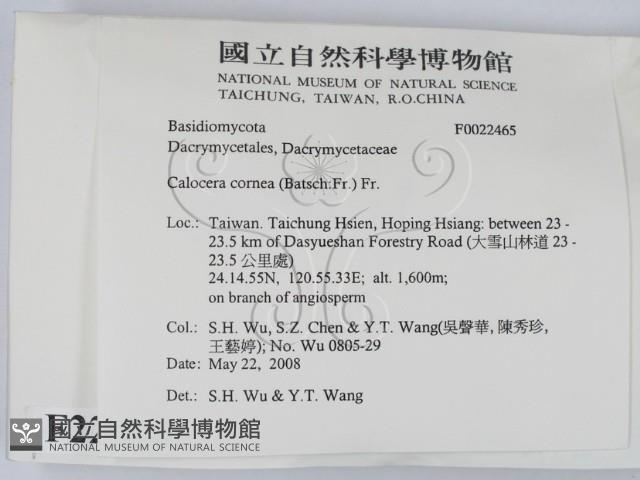 國立自然科學博物館
NATIONAL MUSEUM OF NATURAL SCIENCE
TAICHUNG, TAIWAN, R.O.CHINA
Basidiomycota F0022465
Dacrymycetales, Dacrymycetaceae
Calocera cornea (Batsch:Fr.) Fr.
Loc.: Taiwan. Taichung Hsien, Hoping Hsiang: between 23 -
23.5 km of Dasyueshan Forestry Road (大雪山林道 23 -
23.5 公里處)
24.14.55N, 120.55.33E; alt. 1,600m;
on branch of angiosperm
Col.: S.H. Wu, S.Z. Chen & Y.T. Wang(吳聲華, 陳秀珍,
王藝婷); No. Wu 0805-29
Date: May 22, 2008
Det.: S.H. Wu & Y.T. Wang
國立自然科學博物館
NATIONAL MUSEUM OF NATURAL SCIENCE